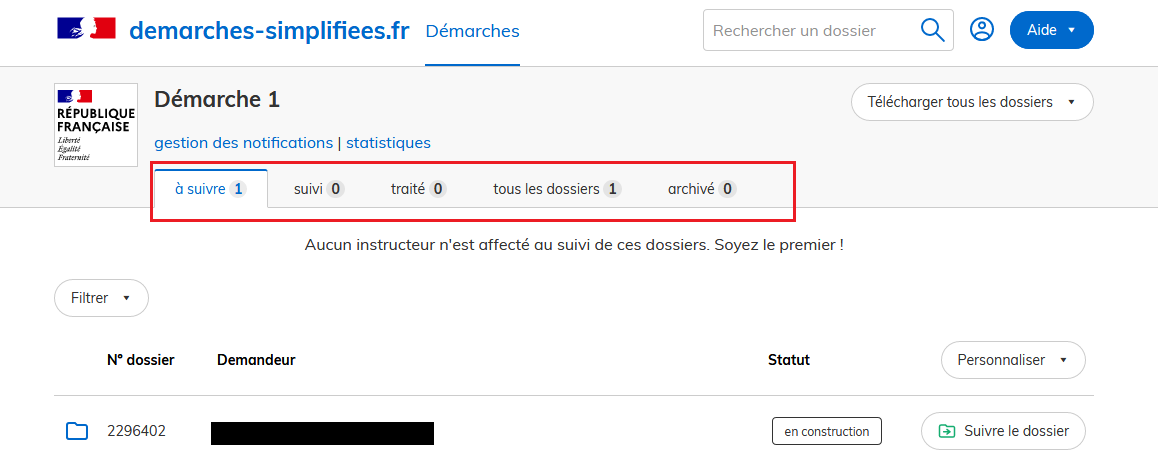 demarches-simplifiees.fr Démarches Rechercher un dossier Aide
RÉPUBLIQUE
FRANÇAISE
Liberté
Égalité
Fraternité
Démarche 1 Télécharger tous les dossiers
gestion des notifications | statistiques
à suivre 1 suivi 0 traité 0 tous les dossiers 1 archivé 0
Aucun instructeur n'est affecté au suivi de ces dossiers. Soyez le premier !
Filtrer
N° dossier Demandeur Statut Personnaliser
2296402 en construction Suivre le dossier